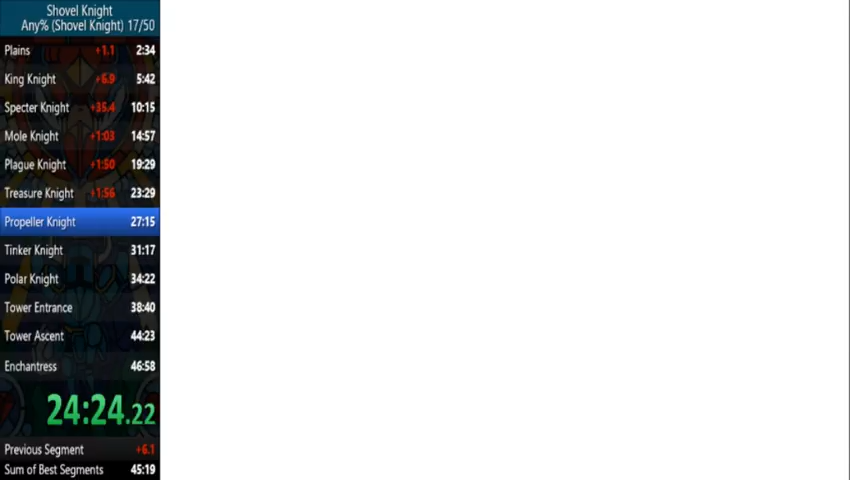 Shovel Knight
Any% (Shovel Knight) 17/50
Plains +1.1 2:34
King Knight +6.9 5:42
Specter Knight +35.4 10:15
Mole Knight +1:03 14:57
Plague Knight +1:50 19:29
Treasure Knight +1:56 23:29
Propeller Knight 27:15
Tinker Knight 31:17
Polar Knight 34:22
Tower Entrance 38:40
Tower Ascent 44:23
Enchantress 46:58
24:24.22
Previous Segment +6.1
Sum of Best Segments 45:19